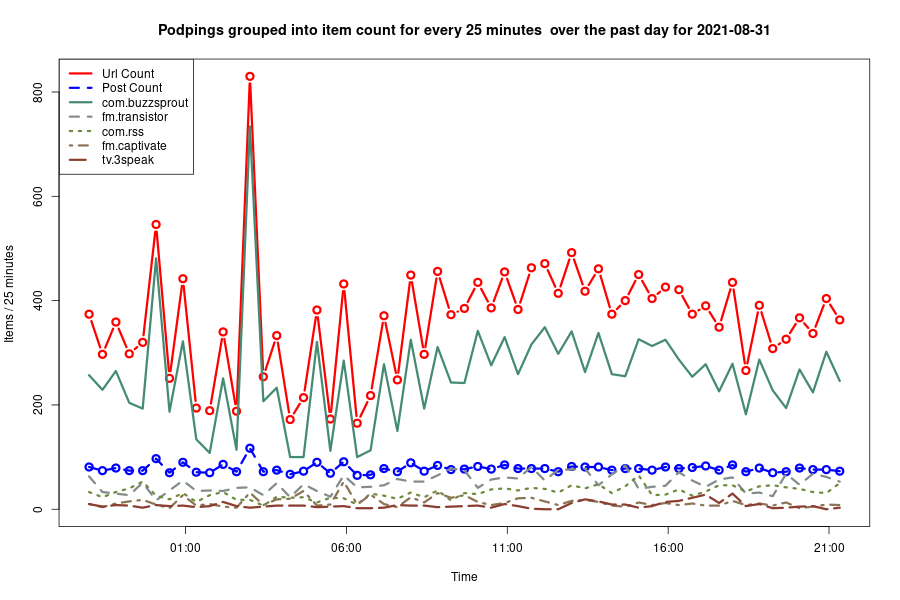 Podpings grouped into item count for every 25 minutes  over the past day for 2021-08-31
Url Count
Post Count
com.buzzsprout
fm.transistor
com.rss
fm.captivate
tv.3speak
Items / 25 minutes
800
600
400
200
0
01:00
06:00
11:00
16:00
21:00
Time